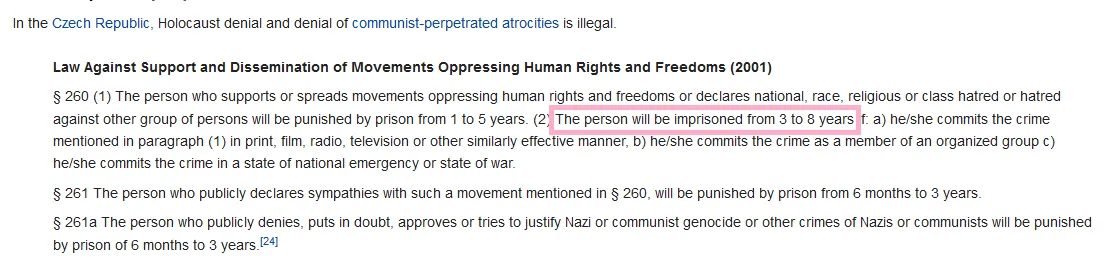 In the Czech Republic, Holocaust denial and denial of communist-perpetrated atrocities is illegal.
Law Against Support and Dissemination of Movements Oppressing Human Rights and Freedoms (2001)
§ 260 (1) The person who supports or spreads movements oppressing human rights and freedoms or declares national, race, religious or class hatred or hatred
against other group of persons will be punished by prison from 1 to 5 years. (2) The person will be imprisoned from 3 to 8 years if: a) he/she commits the crime
mentioned in paragraph (1) in print, film, radio, television or other similarly effective manner, b) he/she commits the crime as a member of an organized group c)
he/she commits the crime in a state of national emergency or state of war.
§ 261 The person who publicly declares sympathies with such a movement mentioned in § 260, will be punished by prison from 6 months to 3 years.
§ 261a The person who publicly denies, puts in doubt, approves or tries to justify Nazi or communist genocide or other crimes of Nazis or communists will be punished
by prison of 6 months to 3 years.[24]